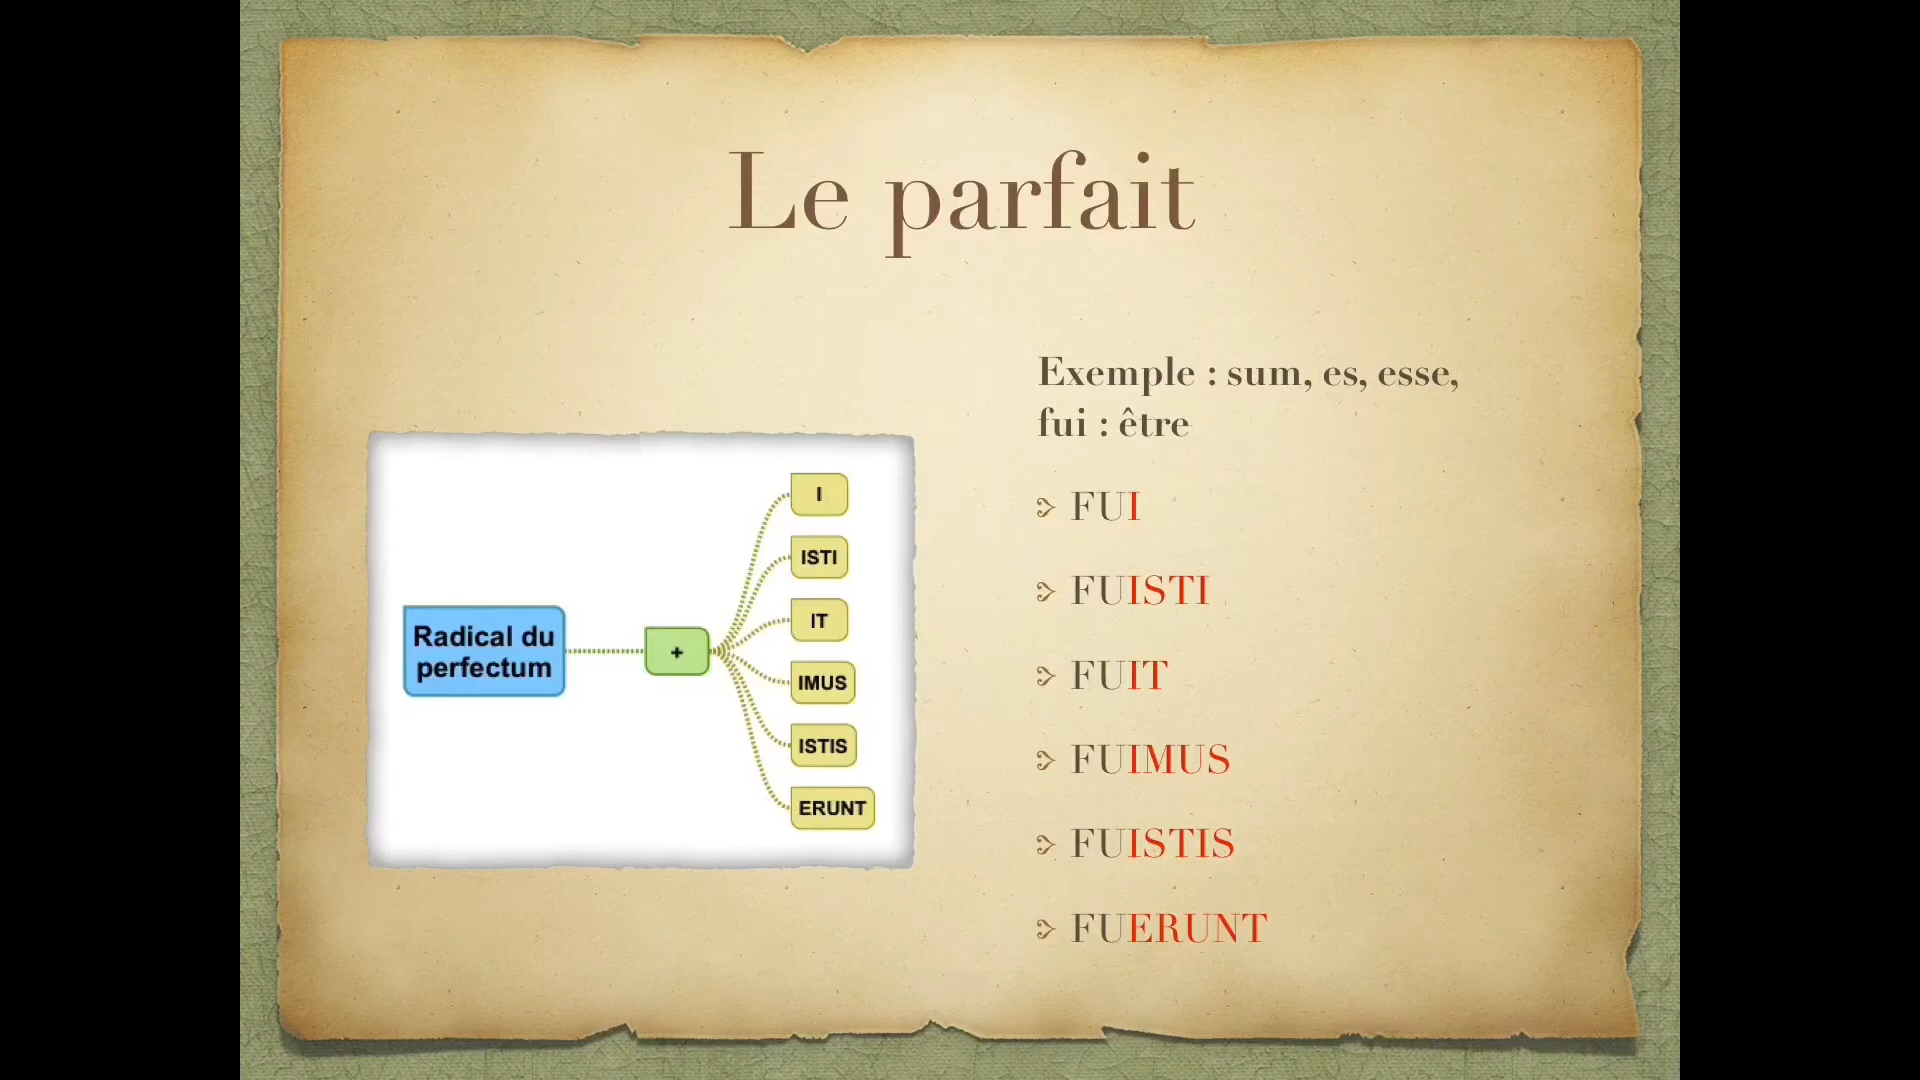 Le parfait
Radical du
perfectum
+
I
ISTI
IT
IMUS
ISTIS
ERUNT
Exemple : sum, es, esse,
fui : être
FUI
FUISTI
FUIT
FUIMUS
FUISTIS
FUERUNT